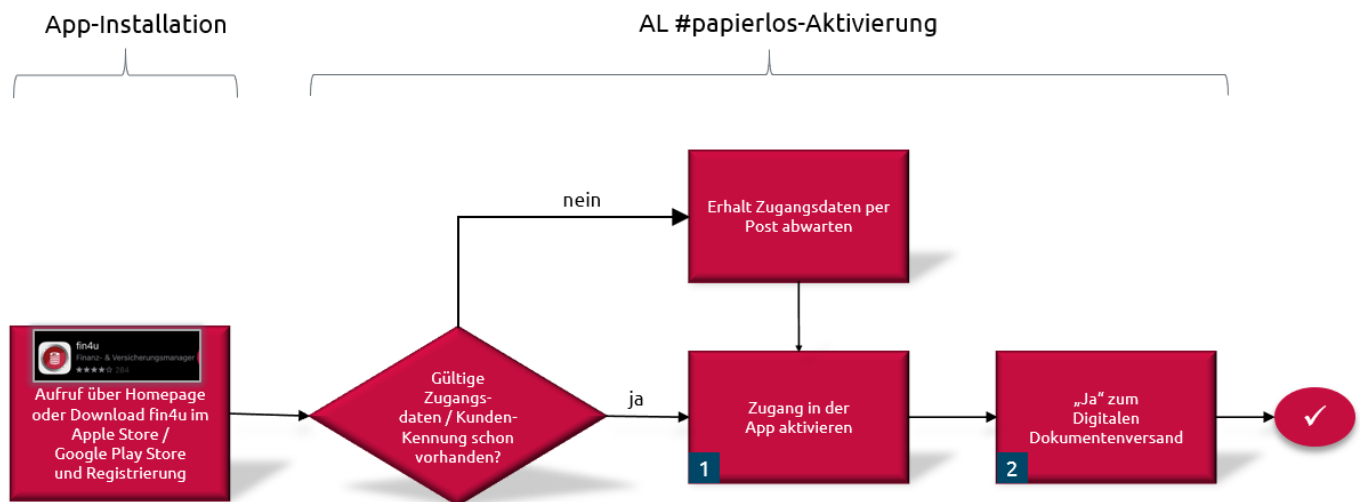 App-Installation
AL #papierlos-Aktivierung
nein
Erhalt Zugangsdaten per
Post abwarten
fin4u
Finanz- & Versicherungsmanager
★★★★☆ 284
Aufruf über Homepage
oder Download fin4u im
Apple Store /
Google Play Store
und Registrierung
Gültige
Zugangs-
daten / Kunden-
Kennung schon
vorhanden?
ja
Zugang in der
App aktivieren
1
„Ja“ zum
Digitalen
Dokumentenversand
2
✓